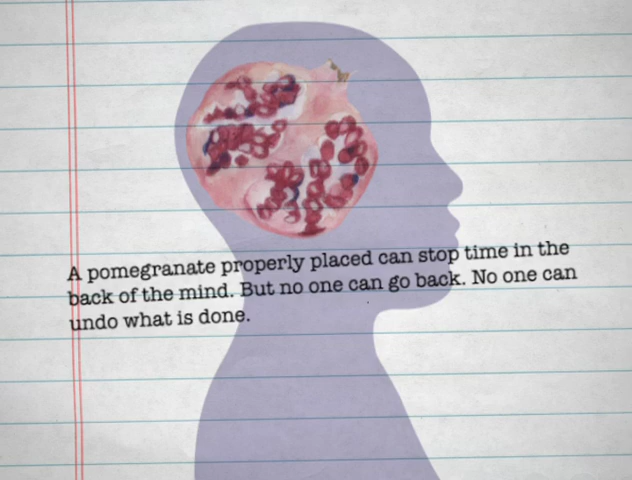 A pomegranate properly placed can stop time in the
back of the mind. But no one can go back. No one can
undo what is done.